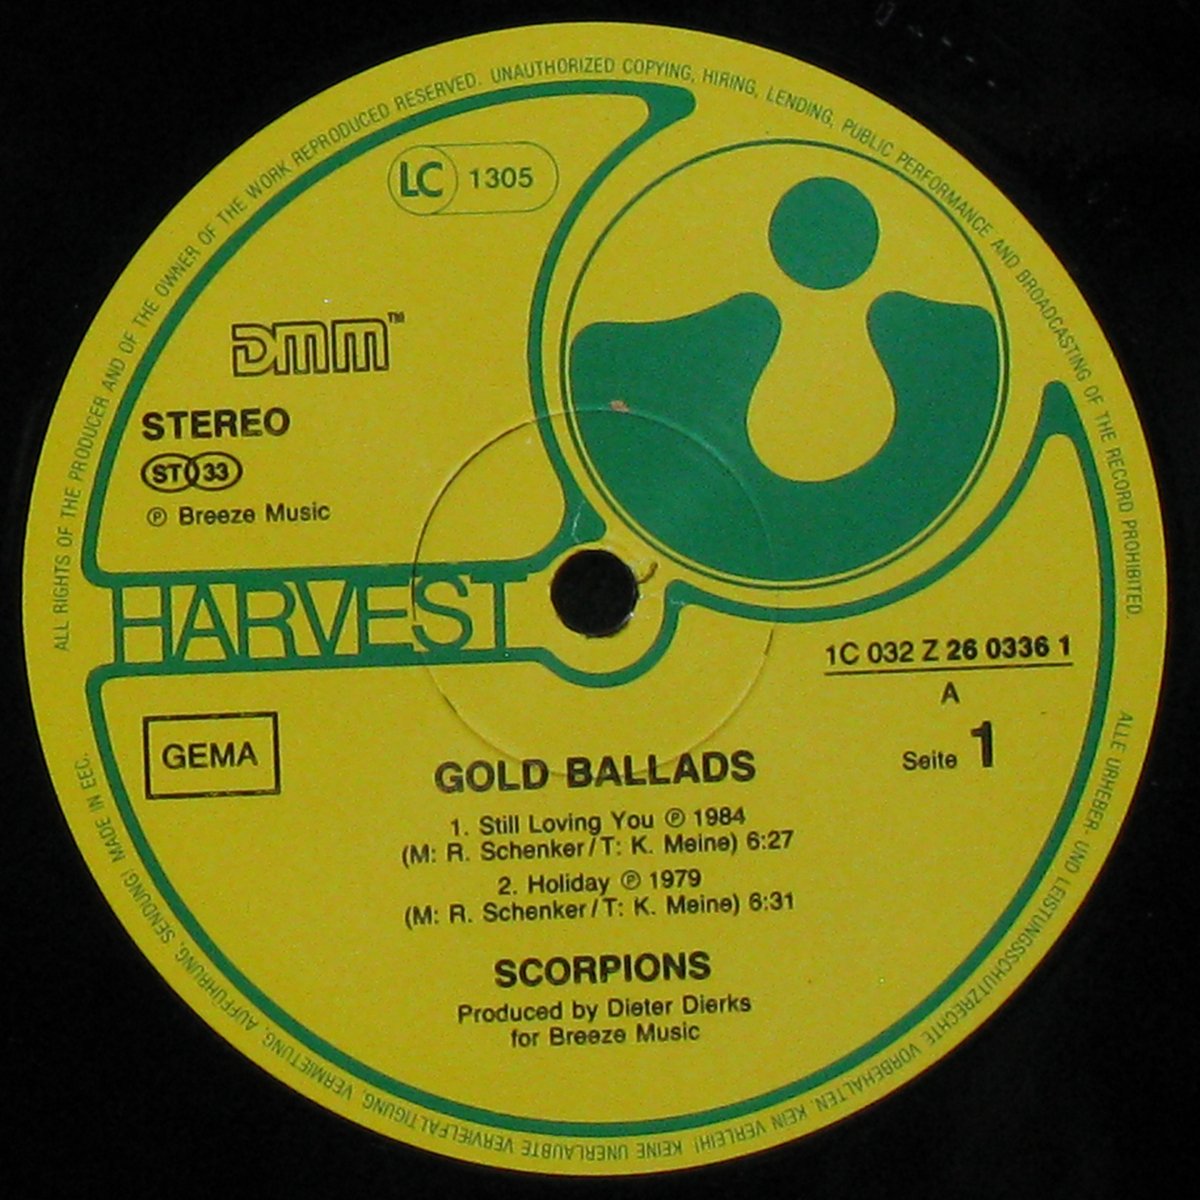 ALL RIGHTS OF THE PRODUCER AND OF THE OWNER OF THE WORK REPRODUCED RESERVED. UNAUTHORIZED COPYING, HIRING, LENDING, PUBLIC PERFORMANCE AND BROADCASTING OF THE RECORD PROHIBITED.
LC 1305
DMM™
STEREO
ST 33
℗ Breeze Music
HARVEST
1C 032 Z 26 0336 1
A
Seite 1
GEMA
GOLD BALLADS
1. Still Loving You ℗ 1984
(M: R. Schenker/T: K. Meine) 6:27
2. Holiday ℗ 1979
(M: R. Schenker/T: K. Meine) 6:31
SCORPIONS
Produced by Dieter Dierks
for Breeze Music
ALLE URHEBER- UND LEISTUNGSSCHUTZRECHTE VORBEHALTEN. KEIN VERLEIH! KEINE UNERLAUBTE VERVIELFÄLTIGUNG, VERMIETUNG, AUFFÜHRUNG, SENDUNG! MADE IN EEC.